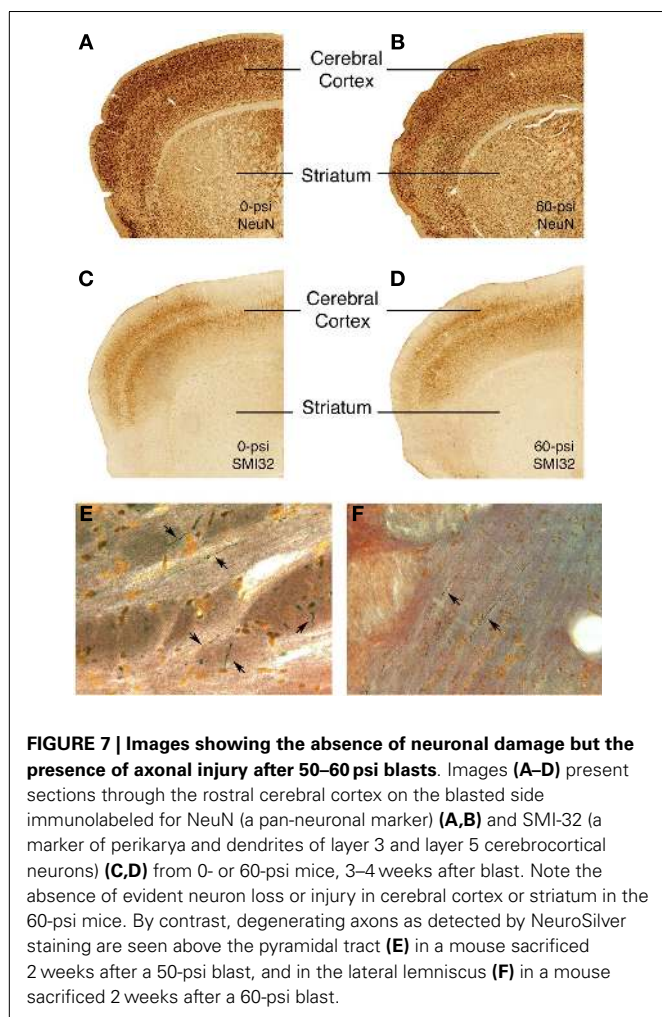 A
B
Cerebral
Cortex
Striatum
0-psi
NeuN
60-psi
NeuN
C
D
Cerebral
Cortex
Striatum
0-psi
SMI32
60-psi
SMI32
E
F
FIGURE 7 | Images showing the absence of neuronal damage but the
presence of axonal injury after 50–60 psi blasts. Images (A–D) present
sections through the rostral cerebral cortex on the blasted side
immunolabeled for NeuN (a pan-neuronal marker) (A,B) and SMI-32 (a
marker of perikarya and dendrites of layer 3 and layer 5 cerebrocortical
neurons) (C,D) from 0- or 60-psi mice, 3–4 weeks after blast. Note the
absence of evident neuron loss or injury in cerebral cortex or striatum in the
60-psi mice. By contrast, degenerating axons as detected by NeuroSilver
staining are seen above the pyramidal tract (E) in a mouse sacrificed
2 weeks after a 50-psi blast, and in the lateral lemniscus (F) in a mouse
sacrificed 2 weeks after a 60-psi blast.